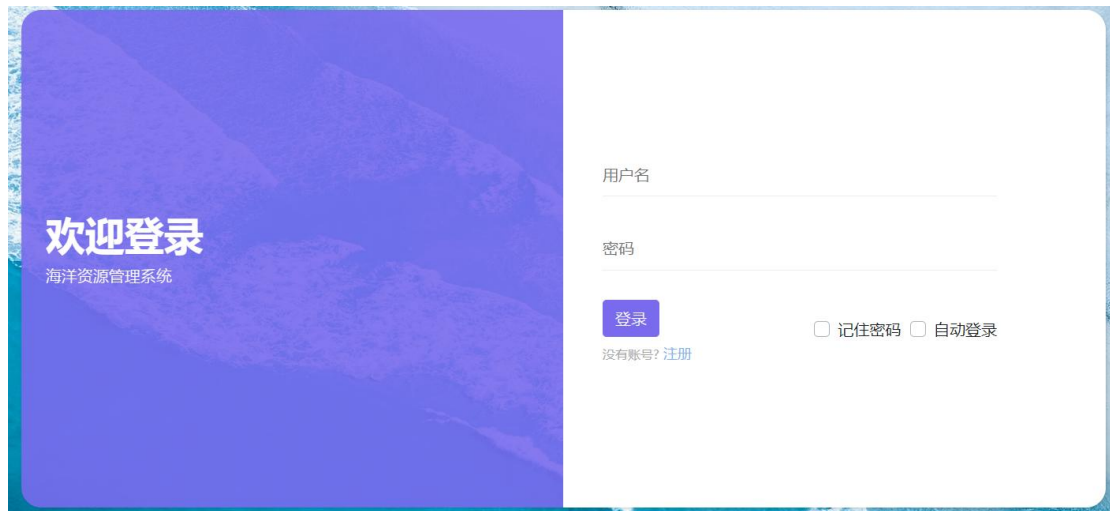 欢迎登录
海洋资源管理系统
用户名
密码
登录
记住密码 自动登录
没有账号? 注册